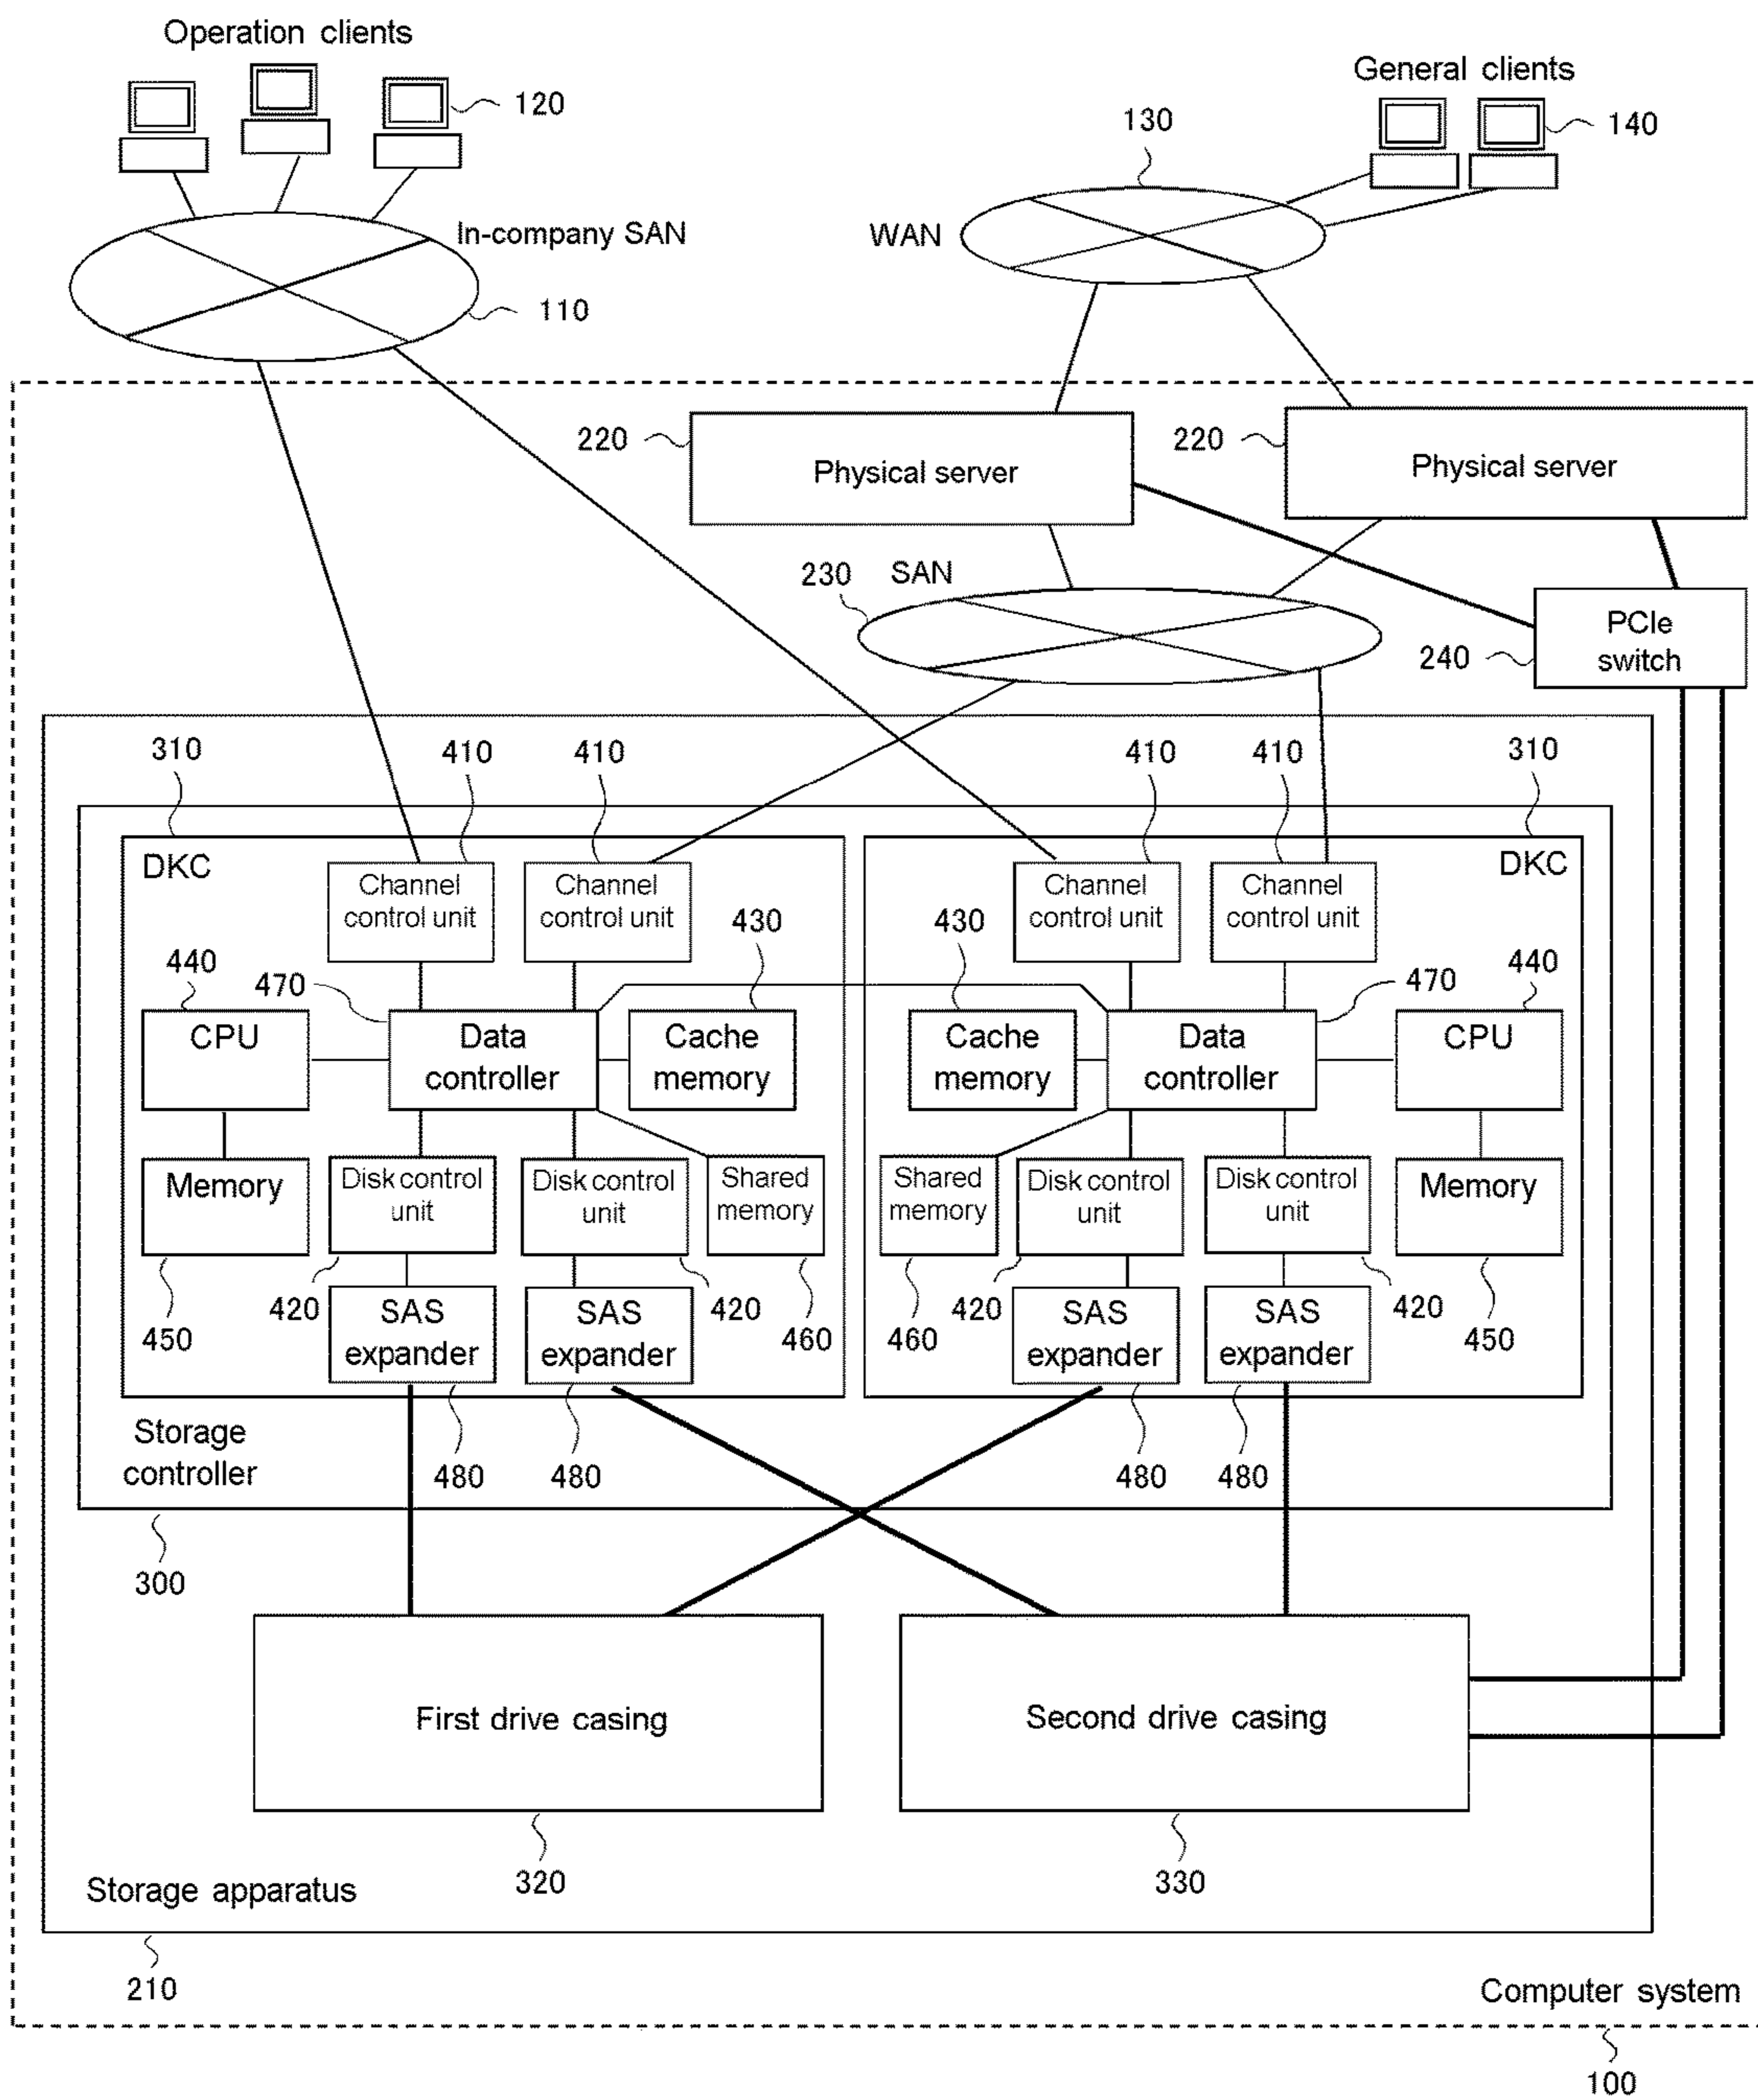 Operation clients
General clients
120
130
140
In-company SAN
WAN
110
220
220
Physical server
Physical server
230
SAN
PCIe
switch
240
310
410
410
410
410
310
DKC
DKC
Channel
control unit
Channel
control unit
Channel
control unit
Channel
control unit
430
430
440
470
470
440
CPU
Data
controller
Cache
memory
Cache
memory
Data
controller
CPU
Memory
Disk control
unit
Disk control
unit
Shared
memory
Shared
memory
Disk control
unit
Disk control
unit
Memory
450
420
SAS
expander
SAS
expander
420
460
460
420
SAS
expander
SAS
expander
420
450
Storage
controller
480
480
480
480
300
First drive casing
Second drive casing
320
330
Storage apparatus
210
Computer system
100